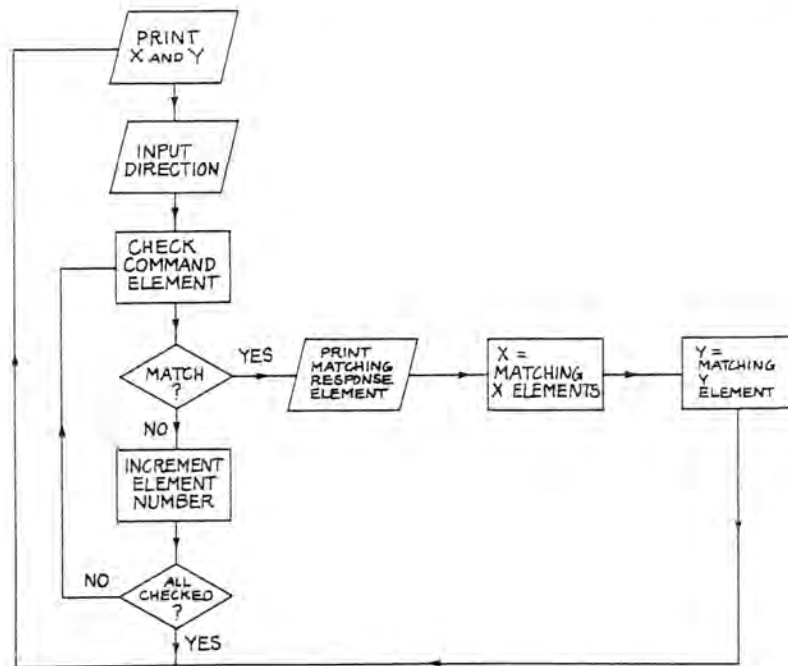 PRINT
X AND Y
INPUT
DIRECTION
CHECK
COMMAND
ELEMENT
MATCH
?
YES
PRINT
MATCHING
RESPONSE
ELEMENT
X =
MATCHING
X ELEMENTS
Y =
MATCHING
Y
ELEMENT
NO
INCREMENT
ELEMENT
NUMBER
ALL
CHECKED
?
NO
YES